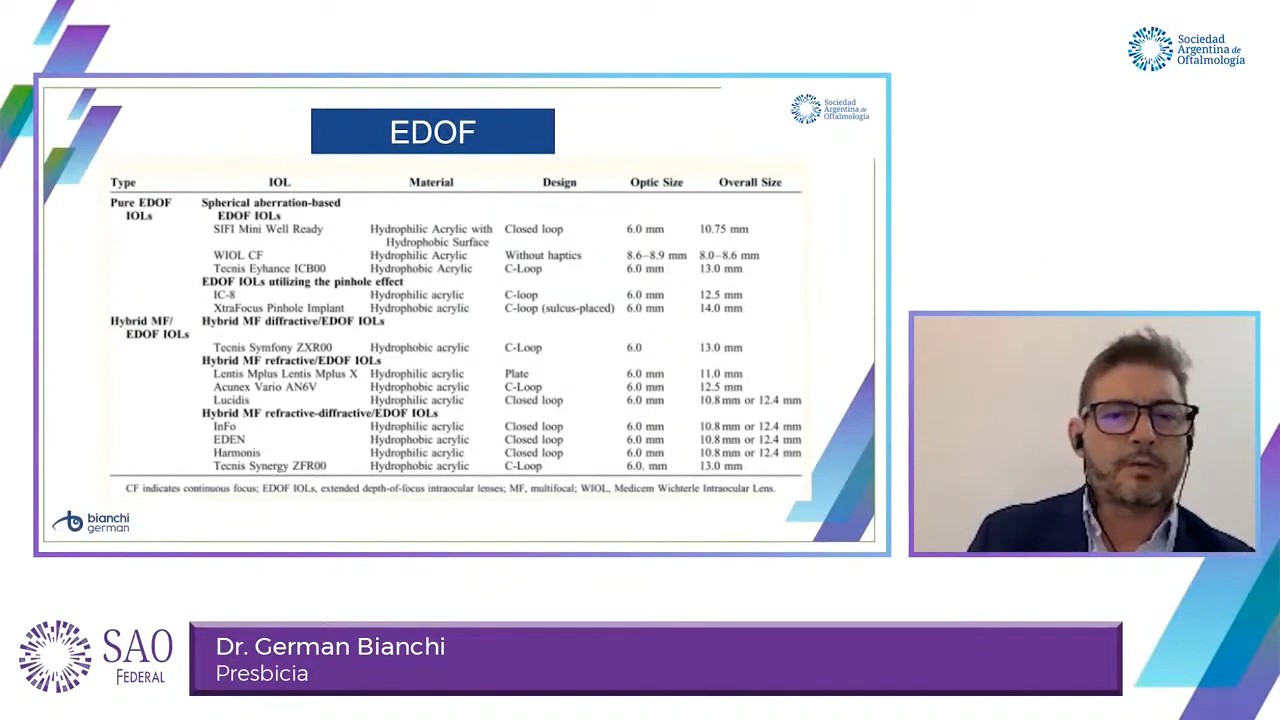 Sociedad
Argentina de
Oftalmología
Sociedad
Argentina de
Oftalmología
EDOF
Type IOL Material Design Optic Size Overall Size
Pure EDOF Spherical aberration-based
IOLs EDOF IOLs
SIFI Mini Well Ready Hydrophilic Acrylic with Closed loop 6.0 mm 10.75 mm
Hydrophobic Surface
WIOL CF Hydrophilic Acrylic Without haptics 8.6–8.9 mm 8.0–8.6 mm
Tecnis Eyhance ICB00 Hydrophobic Acrylic C-Loop 6.0 mm 13.0 mm
EDOF IOLs utilizing the pinhole effect
IC-8 Hydrophilic acrylic C-loop 6.0 mm 12.5 mm
XtraFocus Pinhole Implant Hydrophobic acrylic C-loop (sulcus-placed) 6.0 mm 14.0 mm
Hybrid MF/ Hybrid MF diffractive/EDOF IOLs
EDOF IOLs
Tecnis Symfony ZXR00 Hydrophobic acrylic C-Loop 6.0 13.0 mm
Hybrid MF refractive/EDOF IOLs
Lentis Mplus Lentis Mplus X Hydrophilic acrylic Plate 6.0 mm 11.0 mm
Acunex Vario AN6V Hydrophobic acrylic C-Loop 6.0 mm 12.5 mm
Lucidis Hydrophilic acrylic Closed loop 6.0 mm 10.8 mm or 12.4 mm
Hybrid MF refractive-diffractive/EDOF IOLs
InFo Hydrophilic acrylic Closed loop 6.0 mm 10.8 mm or 12.4 mm
EDEN Hydrophilic acrylic Closed loop 6.0 mm 10.8 mm or 12.4 mm
Harmonis Hydrophilic acrylic Closed loop 6.0 mm 10.8 mm or 12.4 mm
Tecnis Synergy ZFR00 Hydrophobic acrylic C-Loop 6.0. mm 13.0 mm
CF indicates continuous focus; EDOF IOLs, extended depth-of-focus intraocular lenses; MF, multifocal; WIOL, Medicem Wichterle Intraocular Lens.
bianchi
german
SAO
FEDERAL
Dr. German Bianchi
Presbicia